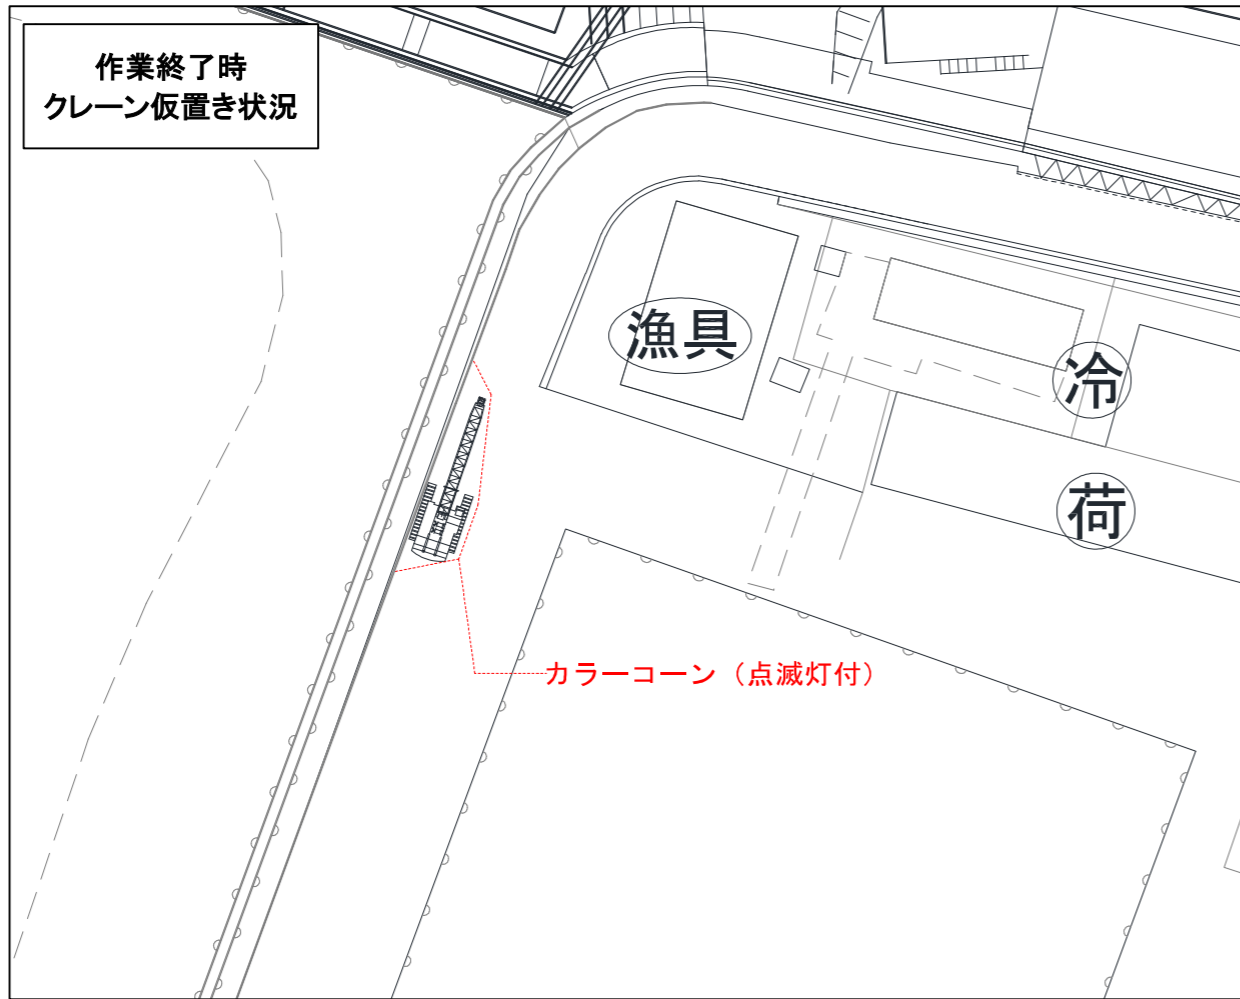 作業終了時
クレーン仮置き状況
漁具
冷
荷
カラーコーン（点滅灯付）